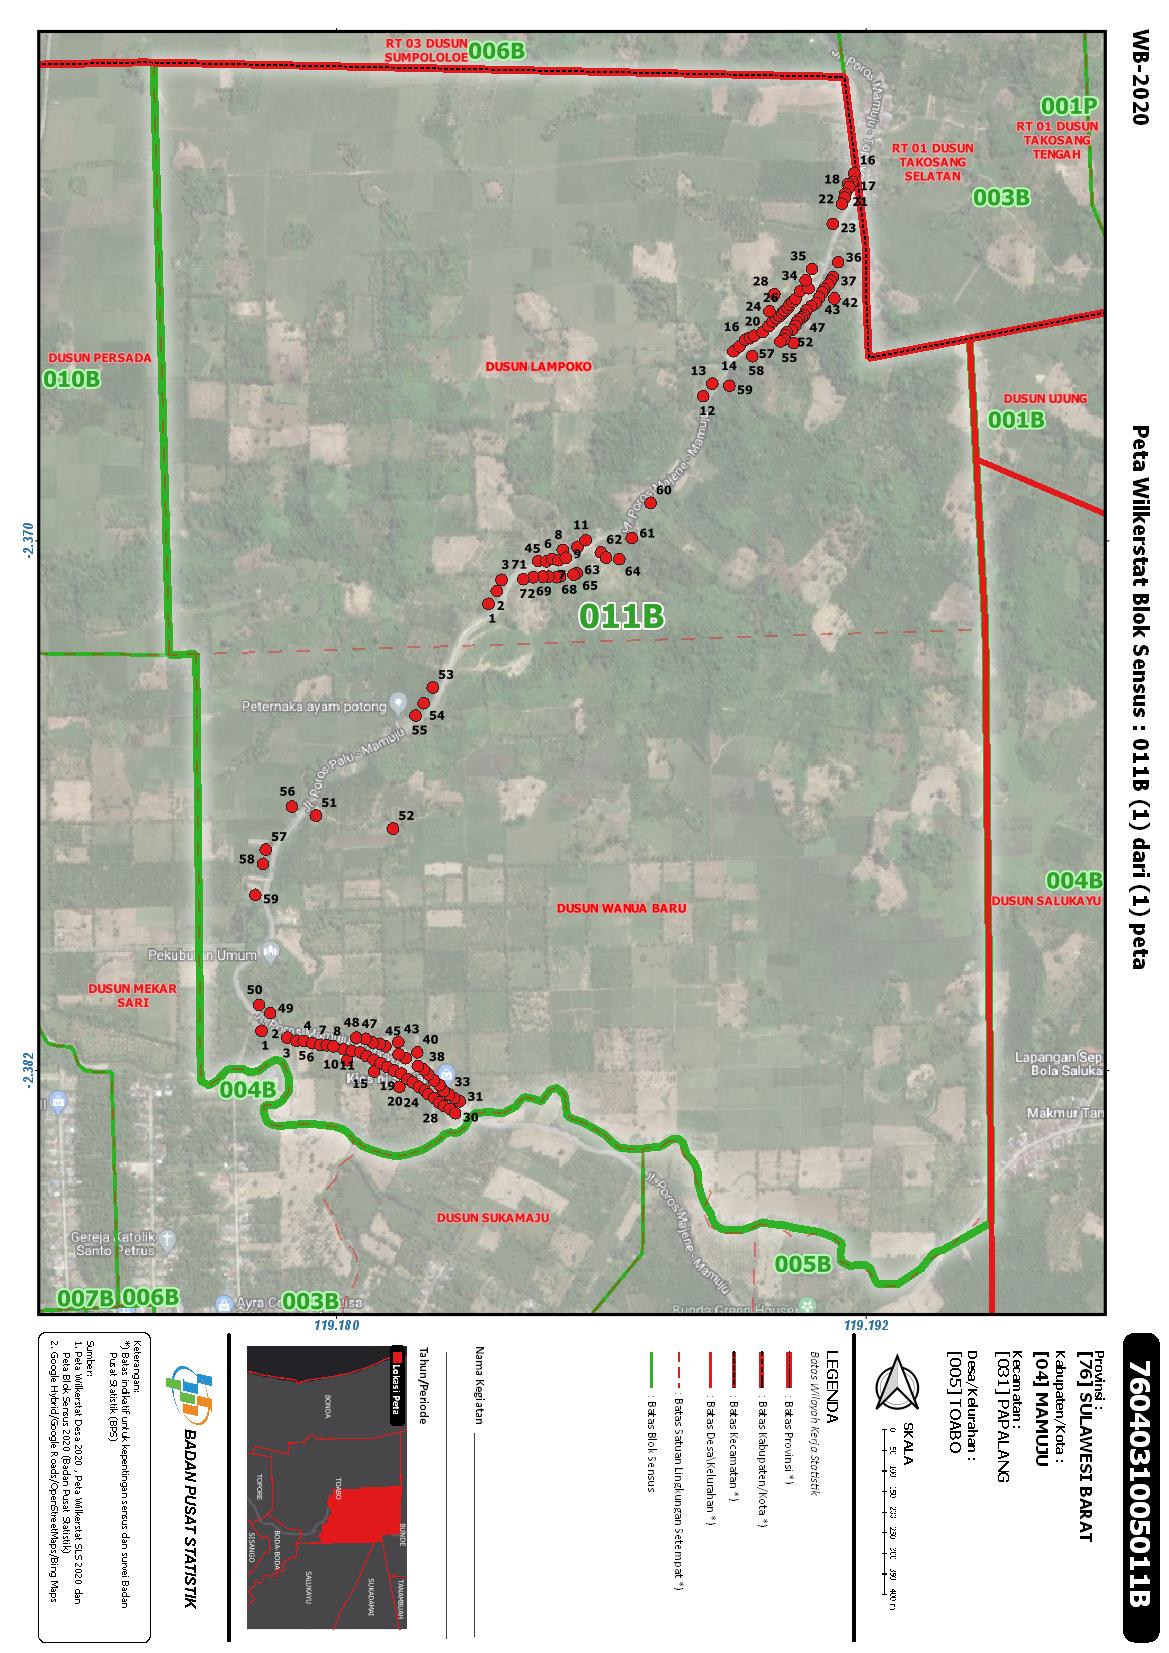 WB-2020
Peta Wilkerstat Blok Sensus : 011B (1) dari (1) peta
7604031005011B
Provinsi :
[76] SULAWESI BARAT
Kabupaten/Kota :
[04] MAMUJU
Kecamatan :
[031] PAPALANG
Desa/Kelurahan :
[005] TOABO
SKALA
0 50 100 150 200 250 300 350 400 m
LEGENDA
Batas Wilayah Kerja Statistik
: Batas Provinsi *)
: Batas Kabupaten/Kota *)
: Batas Kecamatan *)
: Batas Desa\Kelurahan *)
: Batas Satuan Lingkungan Setempat *)
: Batas Blok Sensus
Nama Kegiatan
Tahun/Periode
Lokasi Peta
BONDA
TOPORE
TOABO
BUNDE
SISANGO
BODA-BODA
SALUKAYU
SUKADAMAI
TANAMBUAH
BADAN PUSAT STATISTIK
Keterangan:
*) Batas indikatif untuk kepentingan sensus dan survei Badan
Pusat Statistik (BPS)
Sumber:
1. Peta Wilkerstat Desa 2020 , Peta Wilkerstat SLS 2020 dan
Peta Blok Sensus 2020 (Badan Pusat Statistik)
2. Google Hybrid/Google Roads/OpenStreetMaps/Bing Maps
RT 03 DUSUN
SUMPOLOLOE
006B
Jl. Poros Mamuju
001P
RT 01 DUSUN
TAKOSANG
TENGAH
RT 01 DUSUN
TAKOSANG
SELATAN
003B
16
18
17
22
21
23
35
36
34
37
28
26
42
24
43
20
47
16
52
57
55
14
58
13
59
12
DUSUN PERSADA
010B
DUSUN LAMPOKO
DUSUN UJUNG
001B
Jl. Poros Majene - Mamuju
60
11
61
8
62
6
45
9
64
63
3
71
7
65
72
69
68
2
1
011B
-2.370
53
54
55
Peternaka ayam potong
Jl. Poros Palu - Mamuju
56
51
52
57
58
59
004B
DUSUN SALUKAYU
DUSUN WANUA BARU
Pekuburan Umum
DUSUN MEKAR
SARI
50
49
1
2
3
4
56
7
8
10
11
48
47
45
43
40
38
15
19
20
24
33
31
28
30
-2.382
004B
Lapangan Sep
Bola Saluka
Makmur Tan
DUSUN SUKAMAJU
Jl. Poros Majene - Mamuju
Gereja Katolik
Santo Petrus
005B
007B
006B
003B
Bunda Green House
119.180
119.192